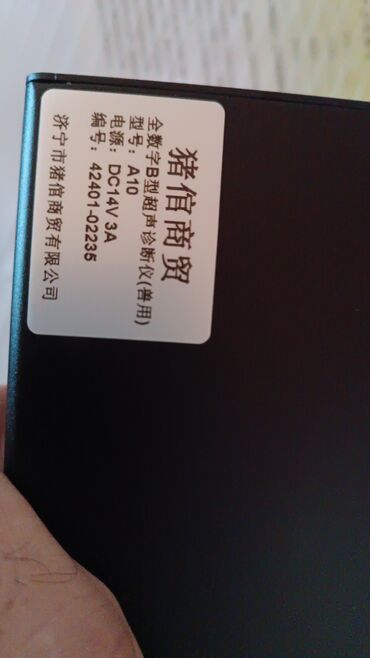 猪信商贸
全数字B型超声诊断仪(兽用)
型号：A10
电源：DC14V 3A
编号：42401-02235
济宁市猪信商贸有限公司